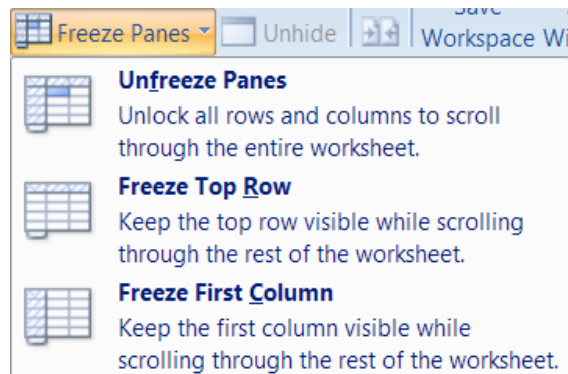 Save
Freeze Panes Unhide Workspace Wi
Unfreeze Panes
Unlock all rows and columns to scroll
through the entire worksheet.
Freeze Top Row
Keep the top row visible while scrolling
through the rest of the worksheet.
Freeze First Column
Keep the first column visible while
scrolling through the rest of the worksheet.